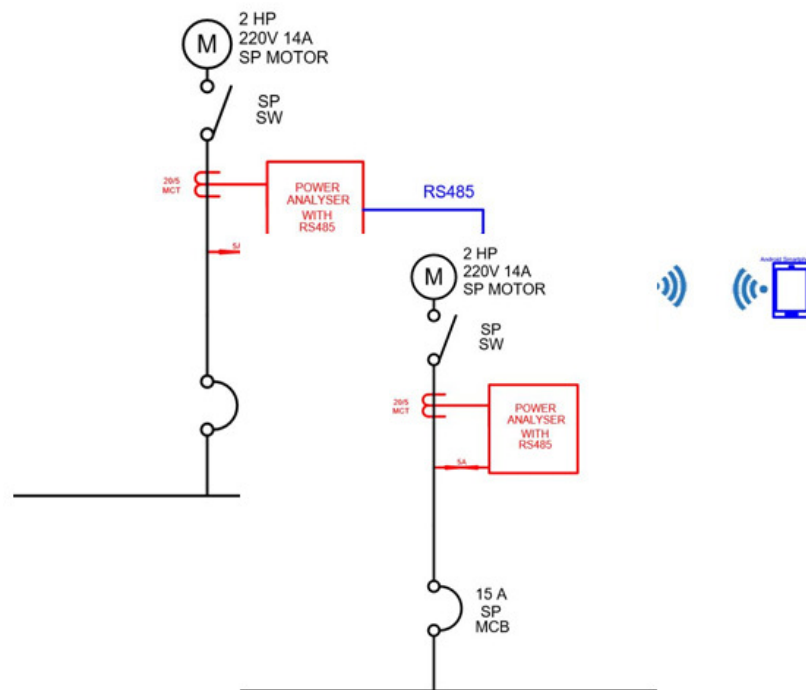 2 HP
220V 14A
SP MOTOR
M
SP
SW
20/5
MCT
POWER
ANALYSER
WITH
RS485
RS485
2 HP
220V 14A
SP MOTOR
M
SP
SW
20/5
MCT
POWER
ANALYSER
WITH
RS485
5A
15 A
SP
MCB